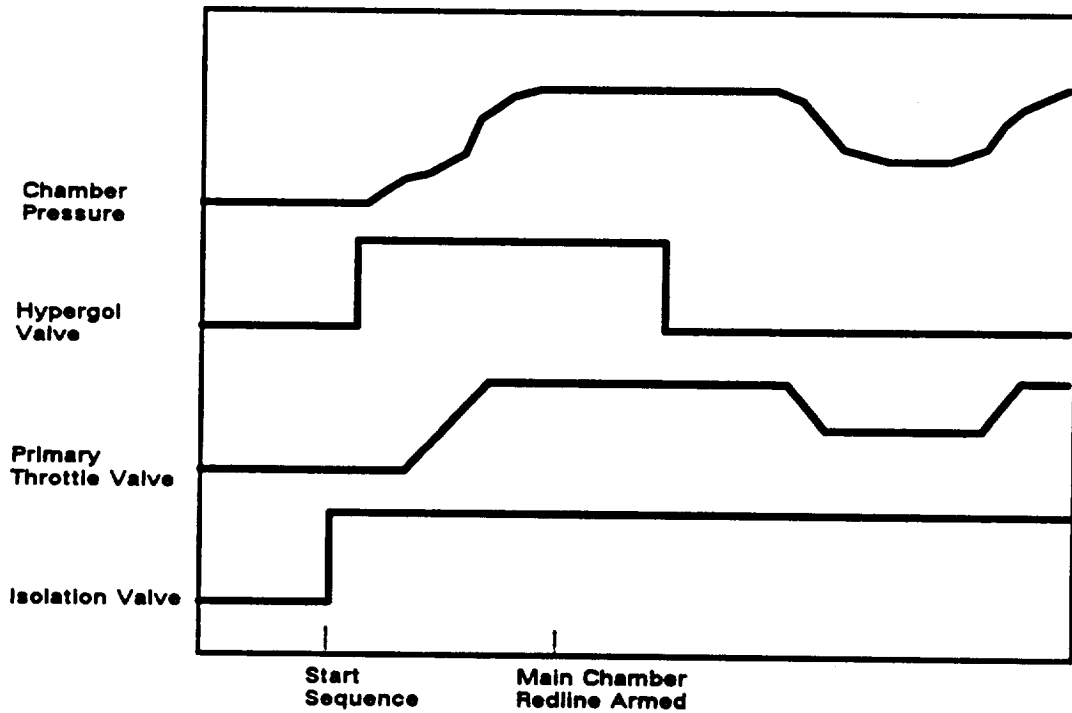 Chamber
Pressure
Hypergol
Valve
Primary
Throttle Valve
Isolation Valve
Start
Sequence
Main Chamber
Redline Armed